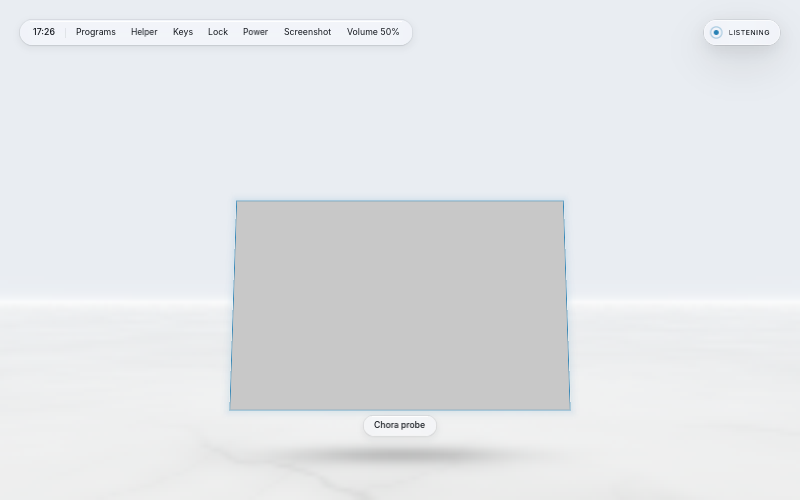 17:26 Programs Helper Keys Lock Power Screenshot Volume 50%
LISTENING
Chora probe